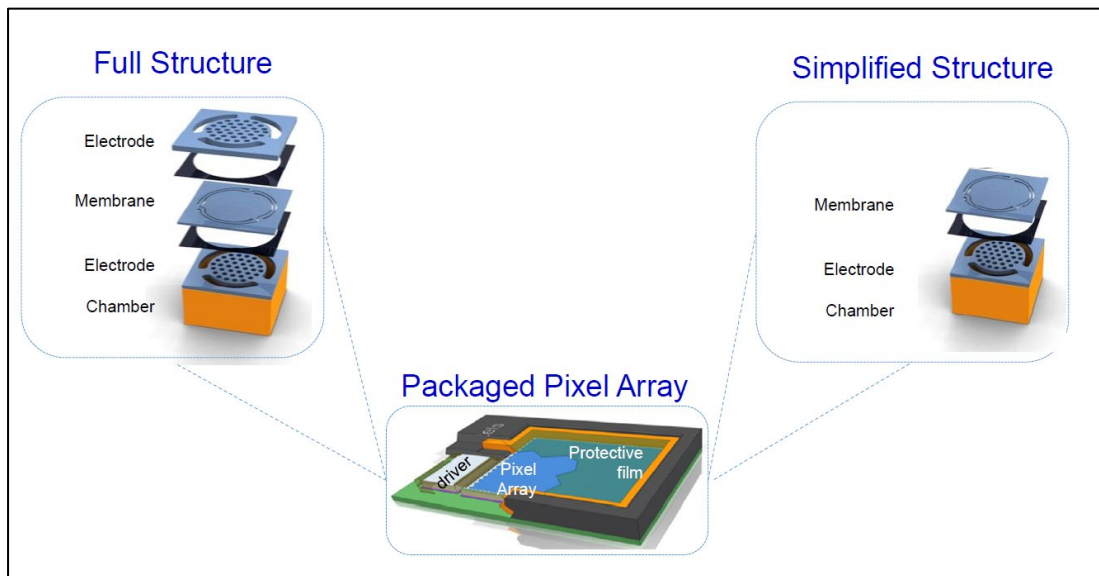 Full Structure
Electrode
Membrane
Electrode
Chamber
Simplified Structure
Membrane
Electrode
Chamber
Packaged Pixel Array
driver
Pixel
Array
Protective
film